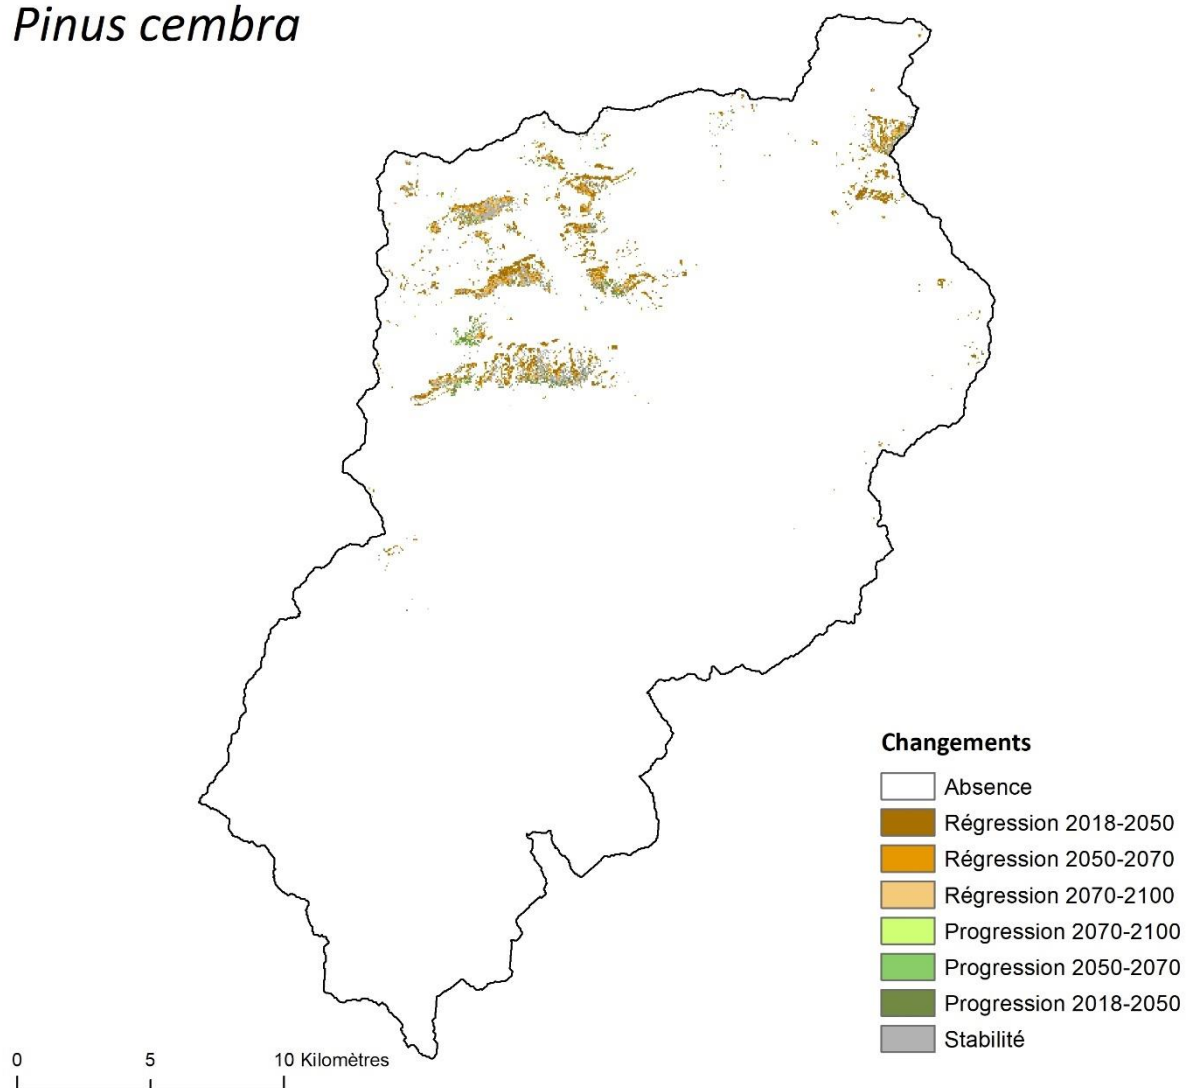 Pinus cembra
Changements
Absence
Régression 2018-2050
Régression 2050-2070
Régression 2070-2100
Progression 2070-2100
Progression 2050-2070
Progression 2018-2050
Stabilité
0 5 10 Kilomètres